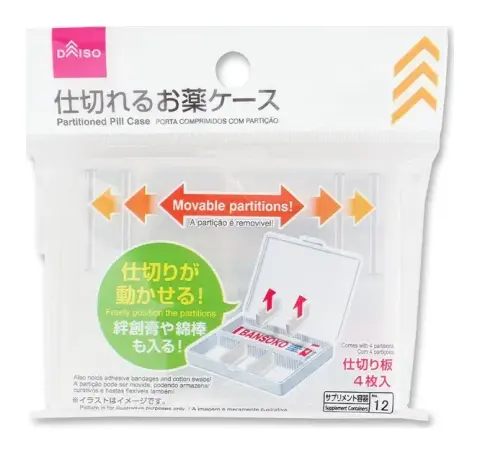 DAISO
仕切れるお薬ケース
Partitioned Pill Case PORTA COMPRIMIDOS COM PARTIÇÃO
Movable partitions!
A partição é removível!
仕切りが
動かせる!
Freely position the partitions
絆創膏や綿棒
も入る!
BANSOKO
Comes with 4 partitions
Com 4 partições
仕切り板
4枚入
Also holds adhesive bandages and cotton swabs!
A partição pode ser movida, podendo armazenar
curativos e hastes flexíveis também!
※イラストはイメージです。
Picture is for illustrative purposes only. / A imagem é meramente ilustrativa.
サプリメント容器
Supplement Containers
No.
12